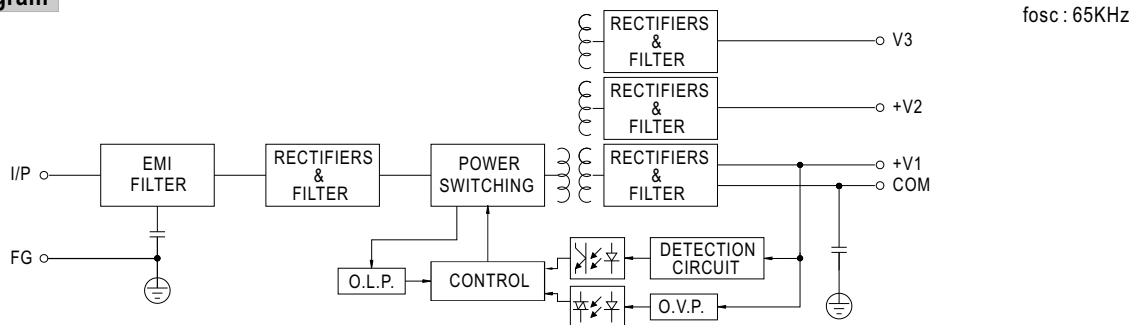 fosc : 65KHz
RECTIFIERS
&
FILTER
V3
RECTIFIERS
&
FILTER
+V2
I/P
EMI
FILTER
RECTIFIERS
&
FILTER
POWER
SWITCHING
RECTIFIERS
&
FILTER
+V1
COM
FG
O.L.P.
CONTROL
DETECTION
CIRCUIT
O.V.P.